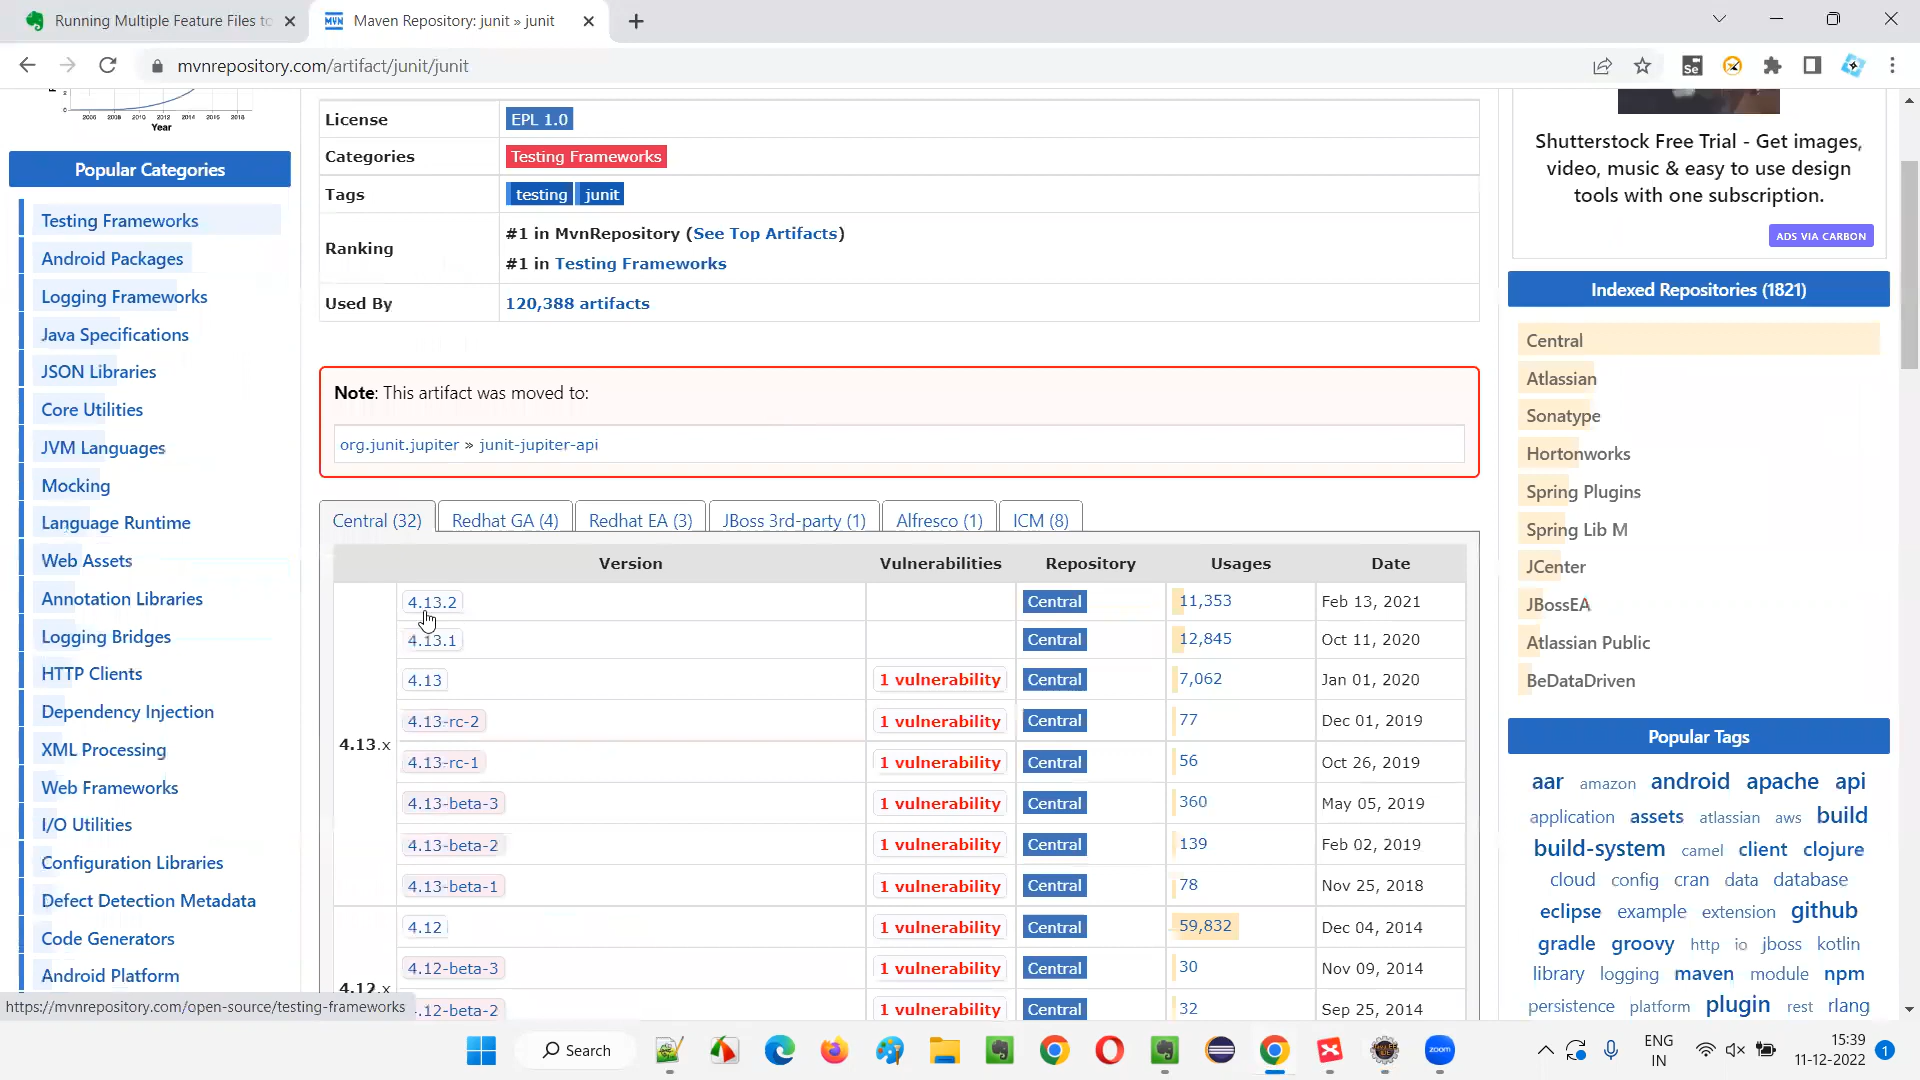 Running Multiple Feature Files to
Maven Repository: junit » junit
mvnrepository.com/artifact/junit/junit
2
0
2006 2008 2010 2012 2014 2015 2018
Year
Popular Categories
Testing Frameworks
Android Packages
Logging Frameworks
Java Specifications
JSON Libraries
Core Utilities
JVM Languages
Mocking
Language Runtime
Web Assets
Annotation Libraries
Logging Bridges
HTTP Clients
Dependency Injection
XML Processing
Web Frameworks
I/O Utilities
Configuration Libraries
Defect Detection Metadata
Code Generators
Android Platform
https://mvnrepository.com/open-source/testing-frameworks
License EPL 1.0
Categories Testing Frameworks
Tags testing junit
Ranking #1 in MvnRepository (See Top Artifacts)
#1 in Testing Frameworks
Used By 120,388 artifacts
Note: This artifact was moved to:
org.junit.jupiter » junit-jupiter-api
Central (32) Redhat GA (4) Redhat EA (3) JBoss 3rd-party (1) Alfresco (1) ICM (8)
Version Vulnerabilities Repository Usages Date
4.13.x
4.13.2 Central 11,353 Feb 13, 2021
4.13.1 Central 12,845 Oct 11, 2020
4.13 1 vulnerability Central 7,062 Jan 01, 2020
4.13-rc-2 1 vulnerability Central 77 Dec 01, 2019
4.13-rc-1 1 vulnerability Central 56 Oct 26, 2019
4.13-beta-3 1 vulnerability Central 360 May 05, 2019
4.13-beta-2 1 vulnerability Central 139 Feb 02, 2019
4.13-beta-1 1 vulnerability Central 78 Nov 25, 2018
4.12.x
4.12 1 vulnerability Central 59,832 Dec 04, 2014
4.12-beta-3 1 vulnerability Central 30 Nov 09, 2014
.12-beta-2 1 vulnerability Central 32 Sep 25, 2014
Shutterstock Free Trial - Get images,
video, music & easy to use design
tools with one subscription.
ADS VIA CARBON
Indexed Repositories (1821)
Central
Atlassian
Sonatype
Hortonworks
Spring Plugins
Spring Lib M
JCenter
JBossEA
Atlassian Public
BeDataDriven
Popular Tags
aar amazon android apache api
application assets atlassian aws build
build-system camel client clojure
cloud config cran data database
eclipse example extension github
gradle groovy http io jboss kotlin
library logging maven module npm
persistence platform plugin rest rlang
Search
zoom
ENG
IN
15:39
11-12-2022
1